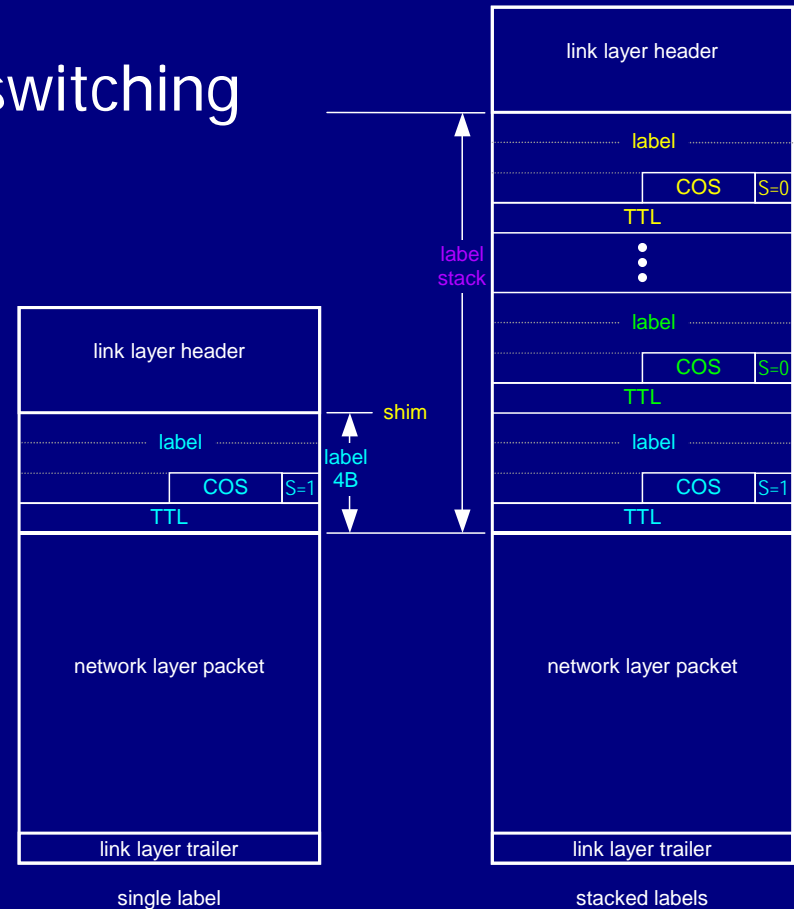 switching
link layer header
label
COS S=1
TTL
network layer packet
link layer trailer
single label
shim
label
4B
label
stack
link layer header
label
COS S=0
TTL
label
COS S=0
TTL
label
COS S=1
TTL
network layer packet
link layer trailer
stacked labels